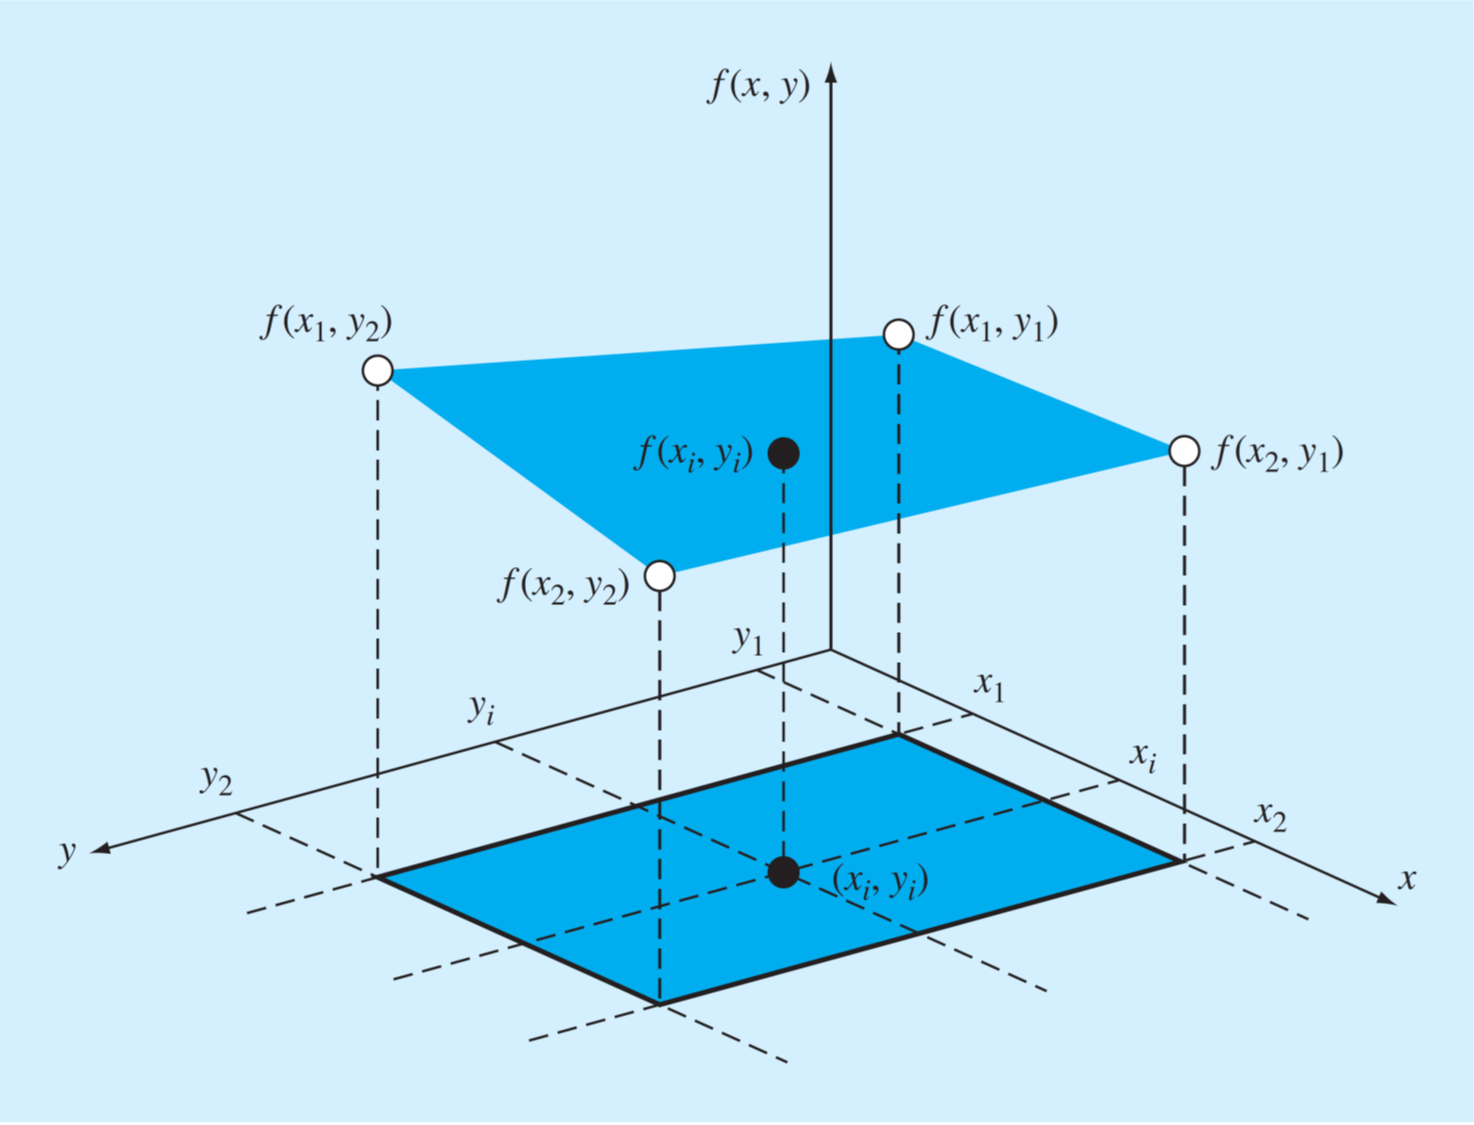 f(x, y)
f(x₁, y₂)
f(x₁, y₁)
f(xᵢ, yᵢ)
f(x₂, y₁)
f(x₂, y₂)
y₁
x₁
yᵢ
xᵢ
y₂
x₂
y
(xᵢ, yᵢ)
x